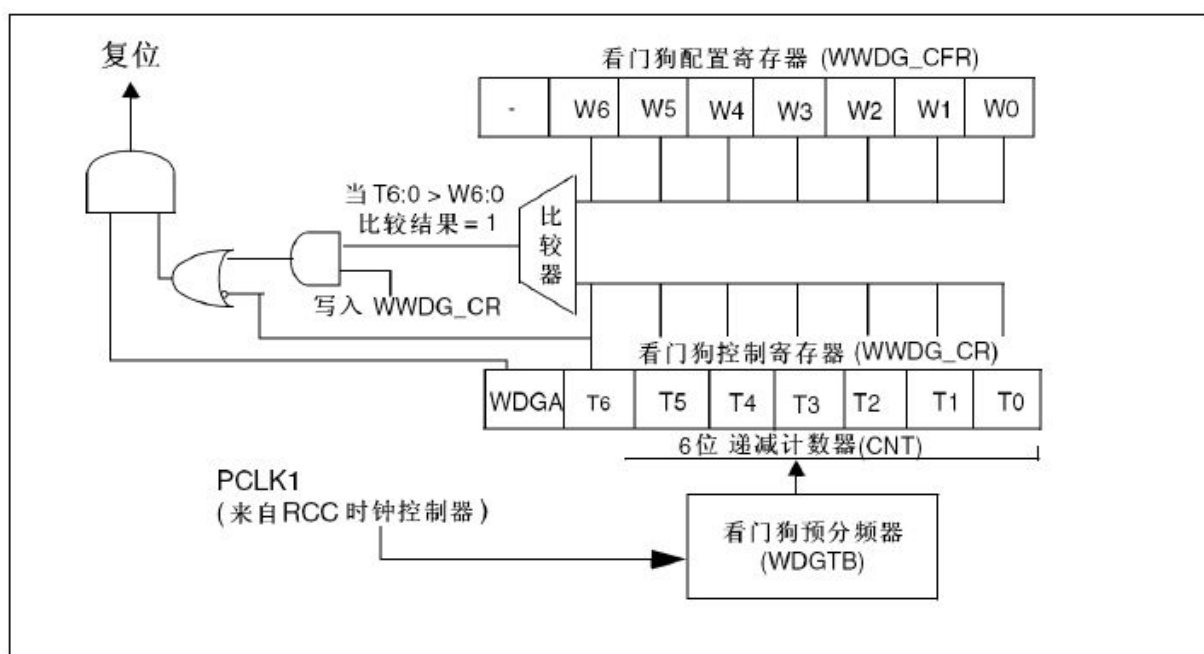 复位
看门狗配置寄存器 (WWDG_CFR)
- W6 W5 W4 W3 W2 W1 W0
当 T6:0 > W6:0
比较结果 = 1
比较器
写入 WWDG_CR
看门狗控制寄存器 (WWDG_CR)
WDGA T6 T5 T4 T3 T2 T1 T0
6位 递减计数器(CNT)
PCLK1
(来自RCC 时钟控制器)
看门狗预分频器
(WDGTB)